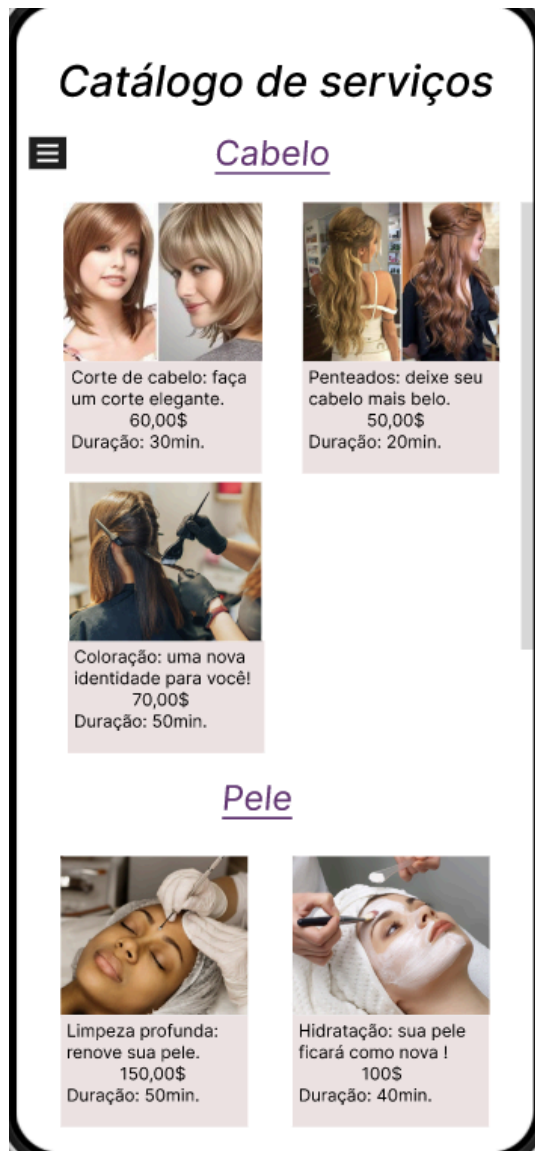 Catálogo de serviços
Cabelo
Corte de cabelo: faça
um corte elegante.
60,00$
Duração: 30min.
Penteados: deixe seu
cabelo mais belo.
50,00$
Duração: 20min.
Coloração: uma nova
identidade para você!
70,00$
Duração: 50min.
Pele
Limpeza profunda:
renove sua pele.
150,00$
Duração: 50min.
Hidratação: sua pele
ficará como nova !
100$
Duração: 40min.